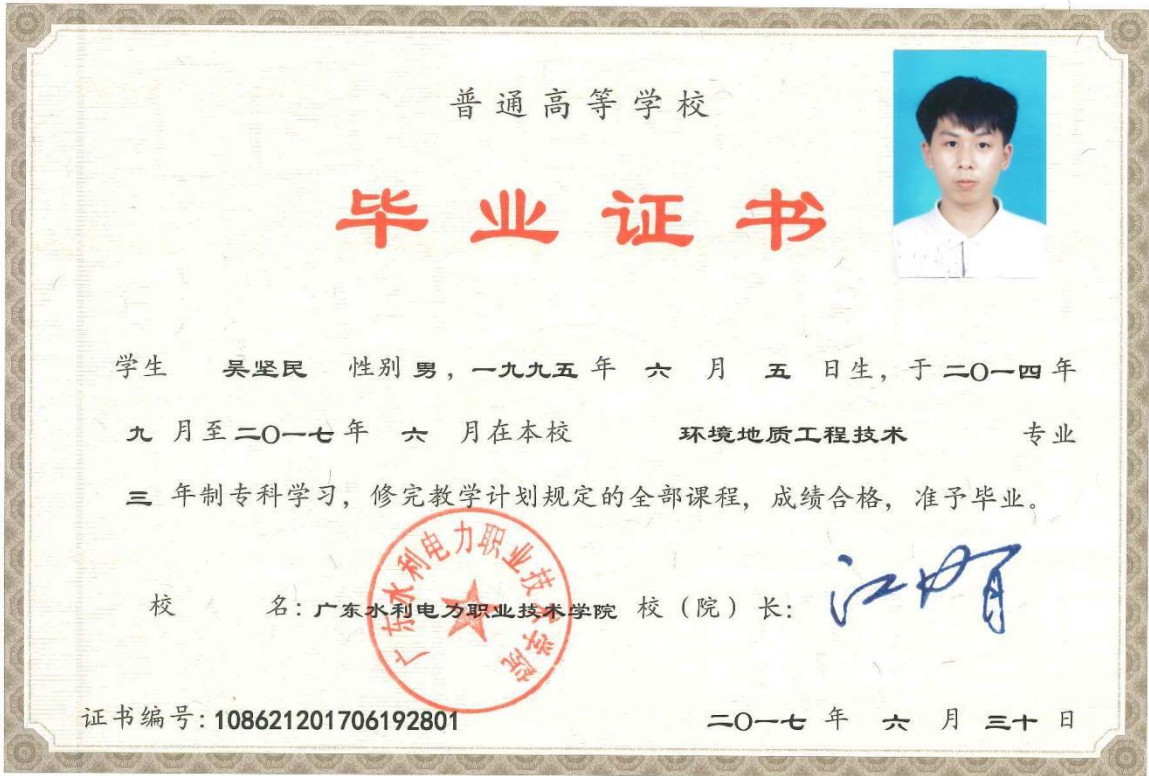 普通高等学校
毕业证书
学生 吴坚民 性别 男，一九九五 年 六 月 五 日生，于 二〇一四 年
九 月至 二〇一七 年 六 月在本校 环境地质工程技术 专业
三 年制专科学习，修完教学计划规定的全部课程，成绩合格，准予毕业。
广东水利电力职业技术学院
校 名：广东水利电力职业技术学院 校（院）长：
证书编号：108621201706192801 二〇一七 年 六 月 三十 日